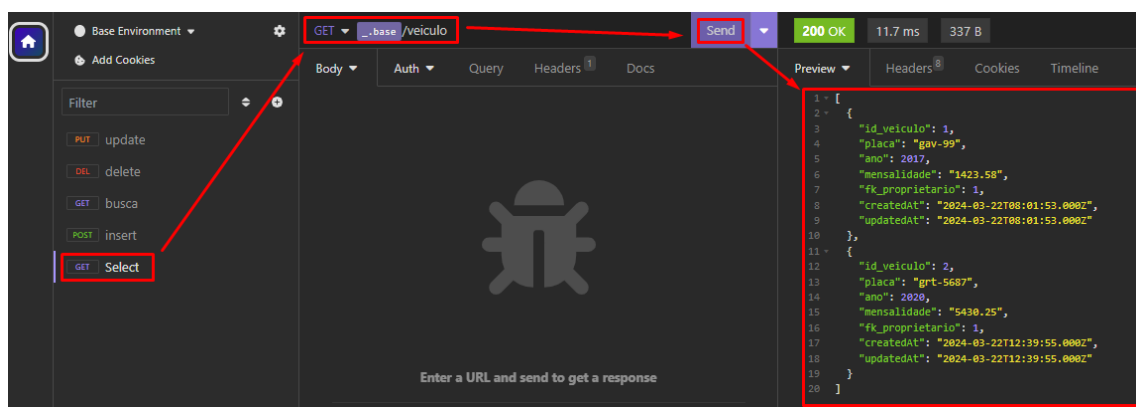 Base Environment
Add Cookies
Filter
PUT update
DEL delete
GET busca
POST insert
GET Select
GET _.base /veiculo Send
Body Auth Query Headers 1 Docs
Enter a URL and send to get a response
200 OK 11.7 ms 337 B
Preview Headers 8 Cookies Timeline
1 [
2 {
3 "id_veiculo": 1,
4 "placa": "gav-99",
5 "ano": 2017,
6 "mensalidade": "1423.58",
7 "fk_proprietario": 1,
8 "createdAt": "2024-03-22T08:01:53.000Z",
9 "updatedAt": "2024-03-22T08:01:53.000Z"
10 },
11 {
12 "id_veiculo": 2,
13 "placa": "grt-5687",
14 "ano": 2020,
15 "mensalidade": "5430.25",
16 "fk_proprietario": 1,
17 "createdAt": "2024-03-22T12:39:55.000Z",
18 "updatedAt": "2024-03-22T12:39:55.000Z"
19 }
20 ]